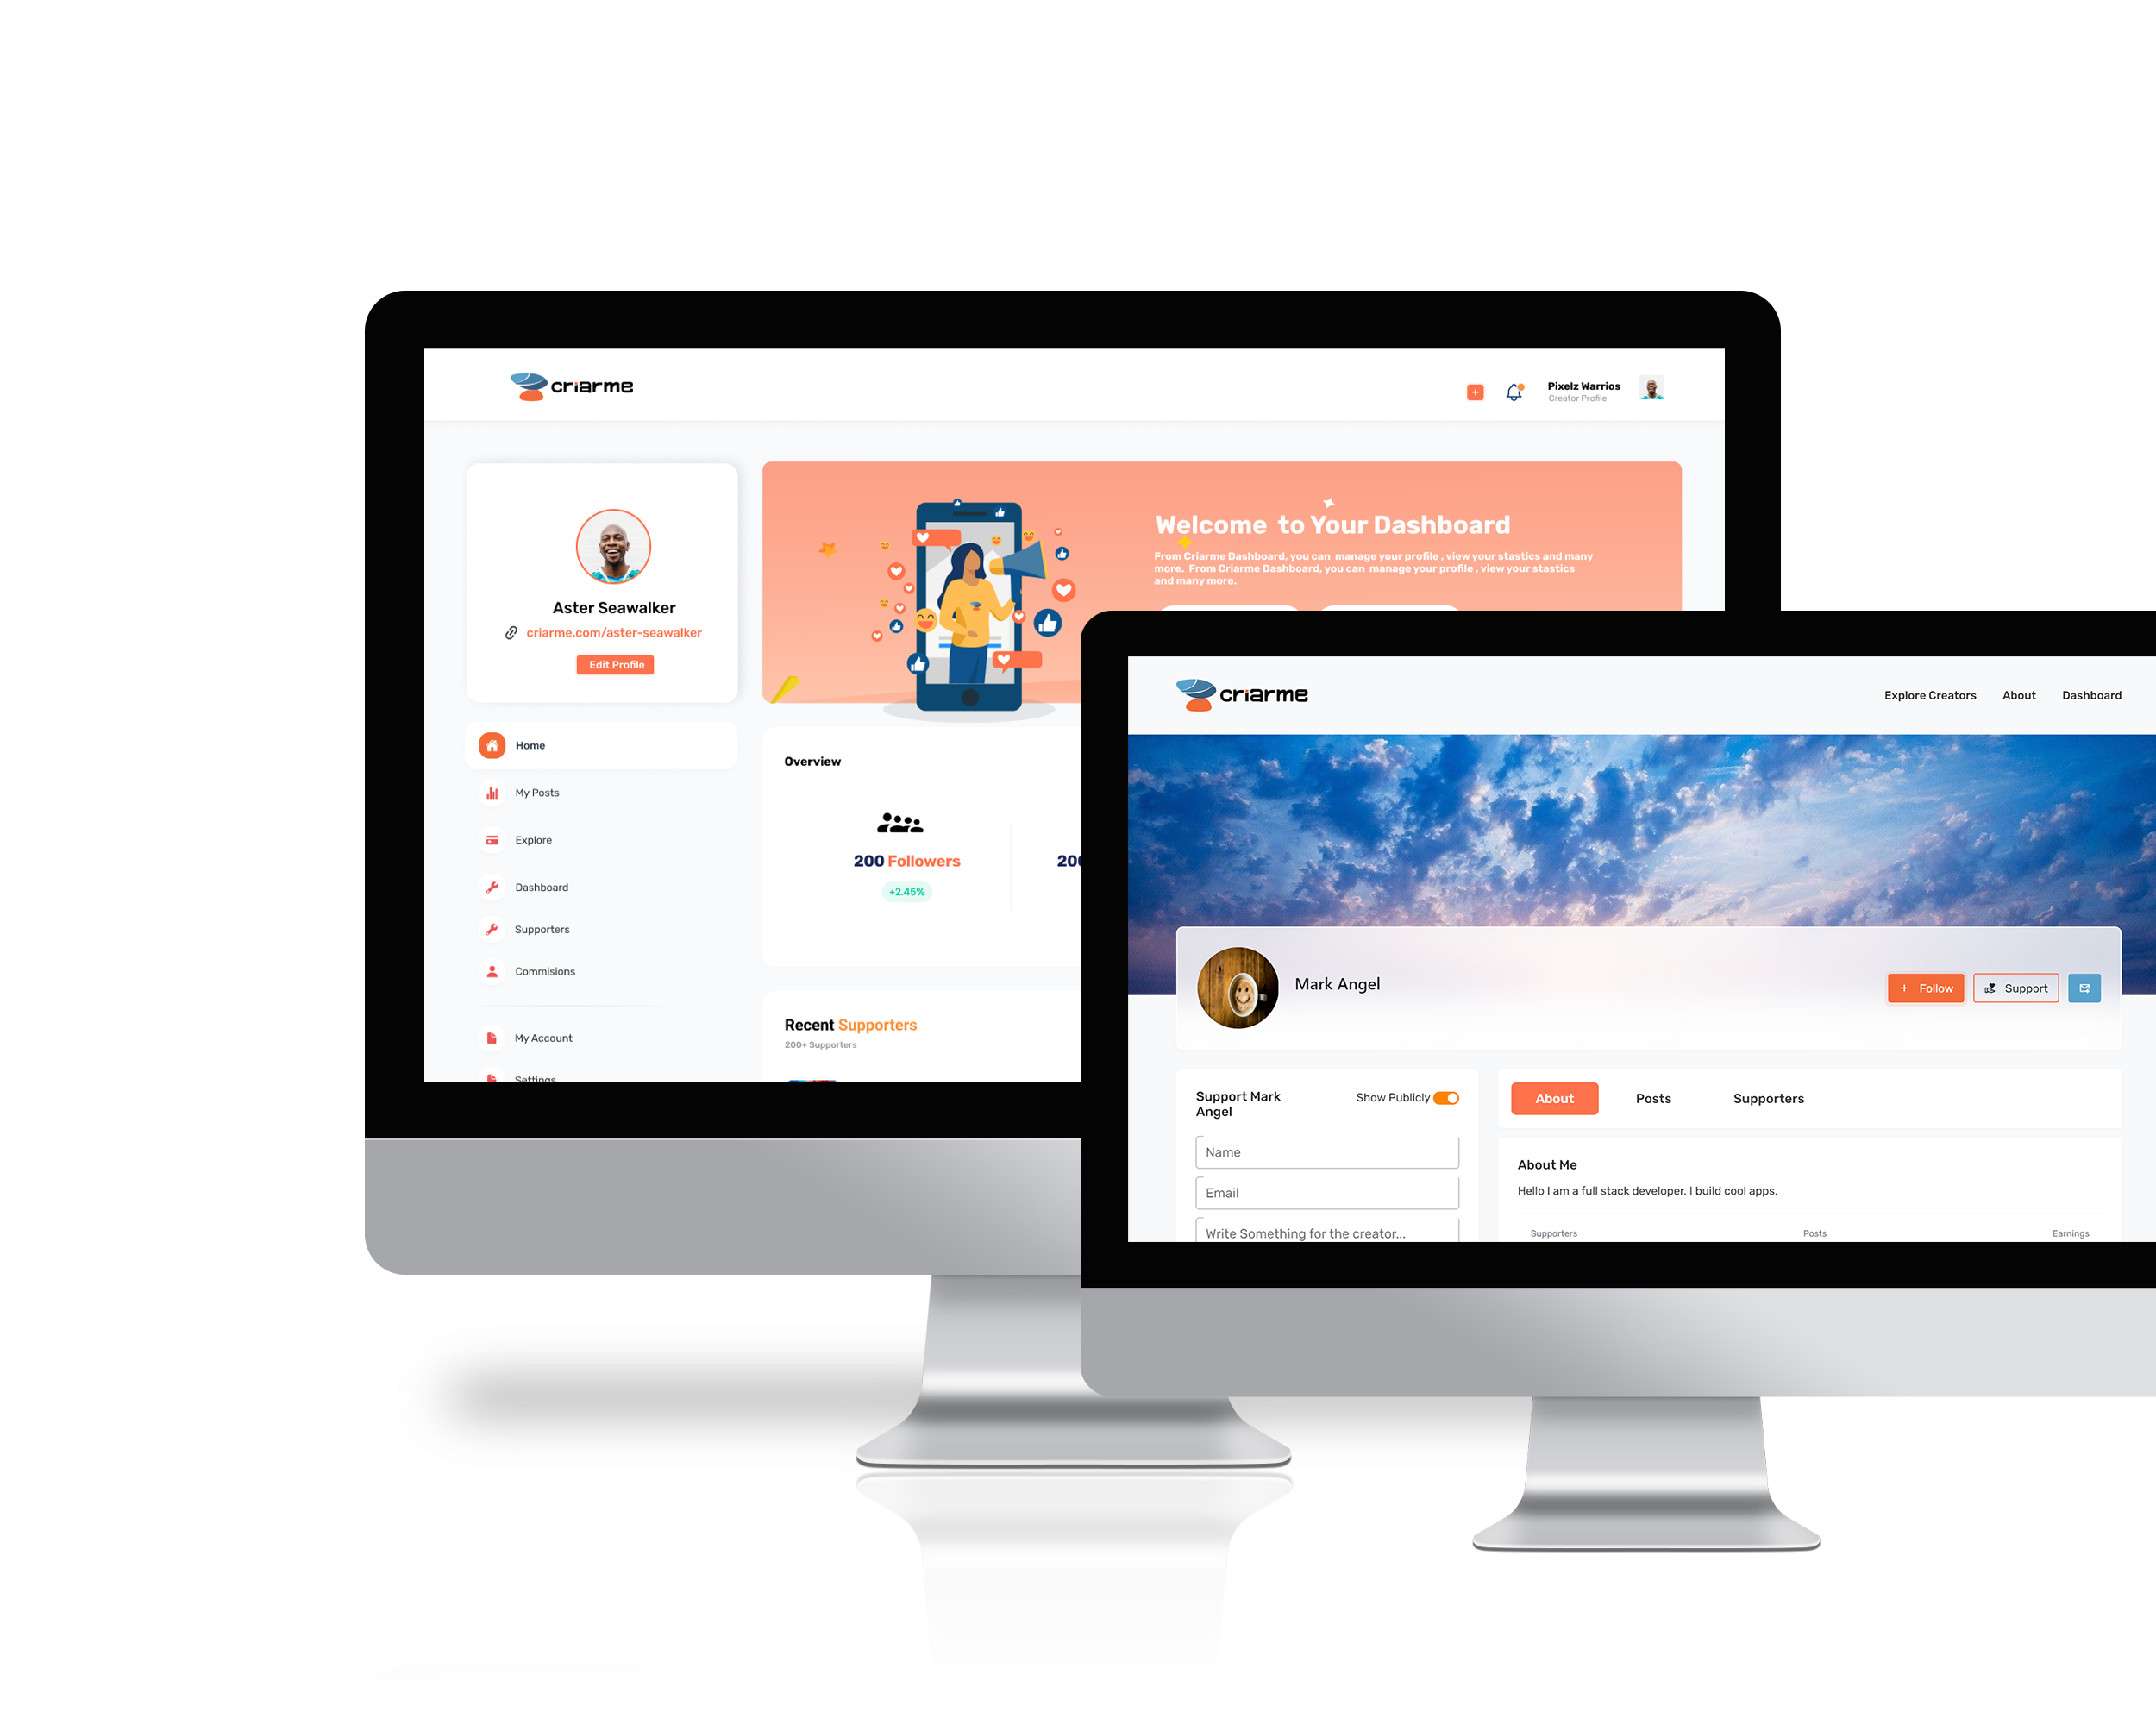 criarme
Pixelz Warrios
Creator Profile
Aster Seawalker
criarme.com/aster-seawalker
Edit Profile
Welcome to Your Dashboard
From Criarme Dashboard, you can manage your profile , view your stastics and many
more. From Criarme Dashboard, you can manage your profile , view your stastics
and many more.
Home
My Posts
Explore
Dashboard
Supporters
Commisions
My Account
Settings
Overview
200 Followers
+2.45%
Recent Supporters
200+ Supporters
criarme
Explore Creators
About
Dashboard
Mark Angel
+ Follow
Support
Support Mark
Angel
Show Publicly
Name
Email
Write Something for the creator...
About
Posts
Supporters
About Me
Hello I am a full stack developer. I build cool apps.
Supporters
Posts
Earnings